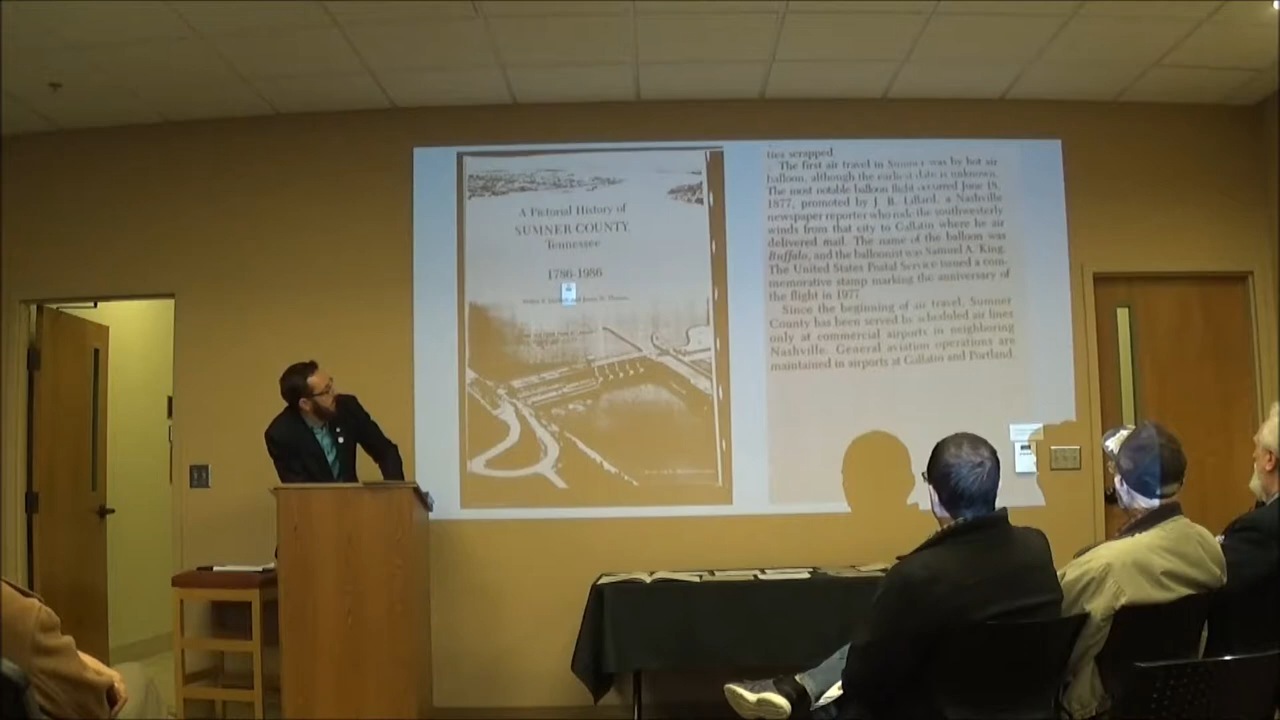 A Pictorial History of
SUMNER COUNTY,
Tennessee
1786-1986
ties scrapped.
The first air travel in Sumner was by hot air
balloon, although the earliest date is unknown.
The most notable balloon flight occurred June 18,
1877, promoted by J. B. Lillard, a Nashville
newspaper reporter who rode the southwesterly
winds from that city to Gallatin where he air
delivered mail. The name of the balloon was
Buffalo, and the balloonist was Samuel A. King.
The United States Postal Service issued a com-
memorative stamp marking the anniversary of
the flight in 1977.
Since the beginning of air travel, Sumner
County has been served by scheduled air lines
only at commercial airports in neighboring
Nashville. General aviation operations are
maintained in airports at Gallatin and Portland.